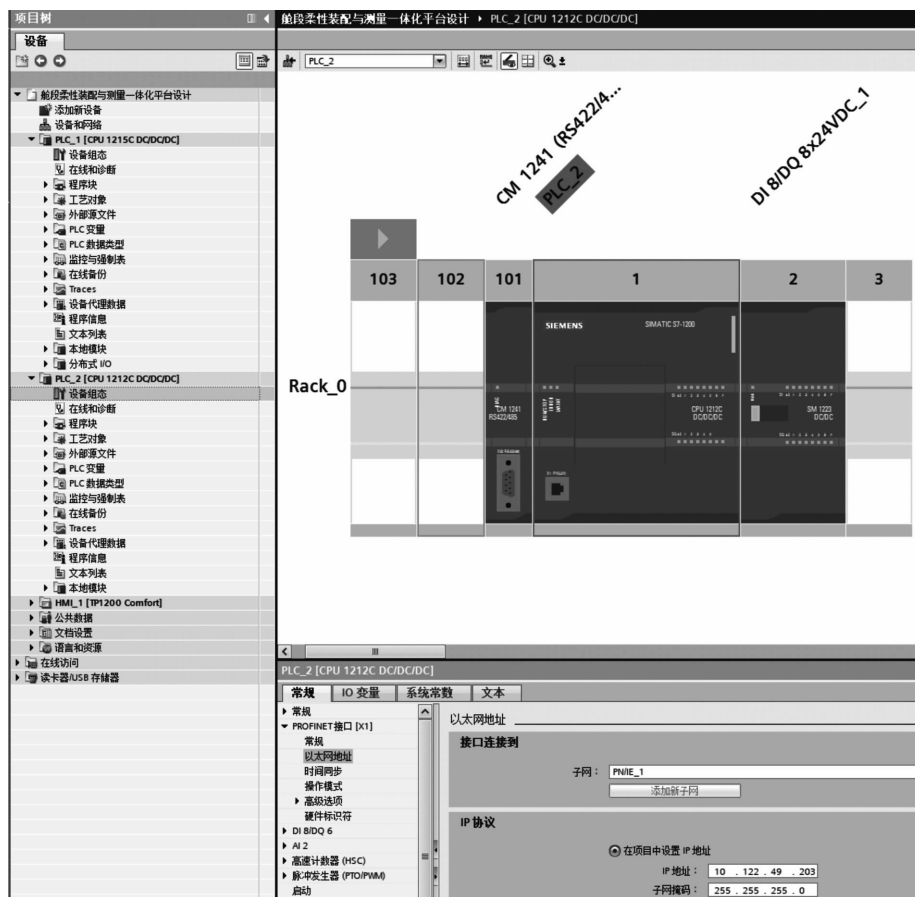 项目树
舱段柔性装配与测量一体化平台设计 ▸ PLC_2 [CPU 1212C DC/DC/DC]
设备
PLC_2
舱段柔性装配与测量一体化平台设计
添加新设备
设备和网络
PLC_1 [CPU 1215C DC/DC/DC]
设备组态
在线和诊断
程序块
工艺对象
外部源文件
PLC 变量
PLC 数据类型
监控与强制表
在线备份
Traces
设备代理数据
程序信息
文本列表
本地模块
分布式 I/O
PLC_2 [CPU 1212C DC/DC/DC]
设备组态
在线和诊断
程序块
工艺对象
外部源文件
PLC 变量
PLC 数据类型
监控与强制表
在线备份
Traces
设备代理数据
程序信息
文本列表
本地模块
HMI_1 [TP1200 Comfort]
公共数据
文档设置
语言和资源
在线访问
读卡器/USB 存储器
CM 1241 (RS422/4...
PLC_2
DI 8/DQ 8x24VDC_1
103
102
101
1
2
3
Rack_0
SIEMENS
SIMATIC S7-1200
CM 1241
RS422/485
CPU 1212C
DC/DC/DC
SM 1223
DC/DC
PLC_2 [CPU 1212C DC/DC/DC]
常规
IO 变量
系统常数
文本
常规
PROFINET接口 [X1]
常规
以太网地址
时间同步
操作模式
高级选项
硬件标识符
DI 8/DQ 6
AI 2
高速计数器 (HSC)
脉冲发生器 (PTO/PWM)
启动
以太网地址
接口连接到
子网：
PN/IE_1
添加新子网
IP 协议
在项目中设置 IP 地址
IP 地址： 10 . 122 . 49 . 203
子网掩码： 255 . 255 . 255 . 0